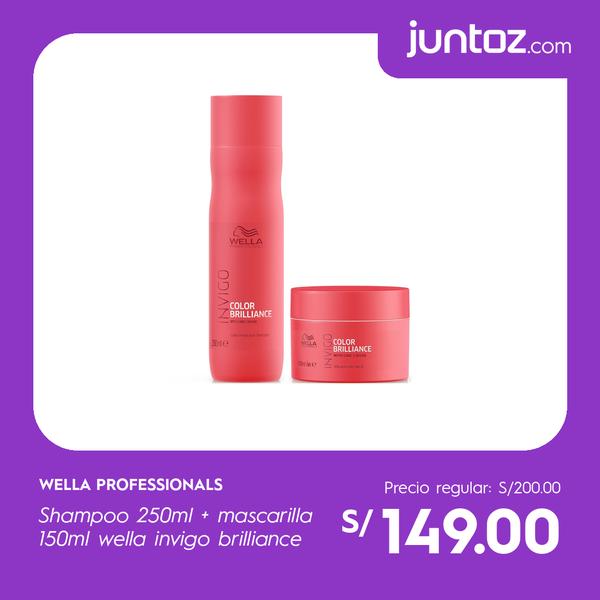 juntoz.com
WELLA
INVIGO
COLOR
BRILLIANCE
WELLA
INVIGO
COLOR
BRILLIANCE
WELLA PROFESSIONALS
Shampoo 250ml + mascarilla
150ml wella invigo brilliance
Precio regular: S/200.00
S/149.00